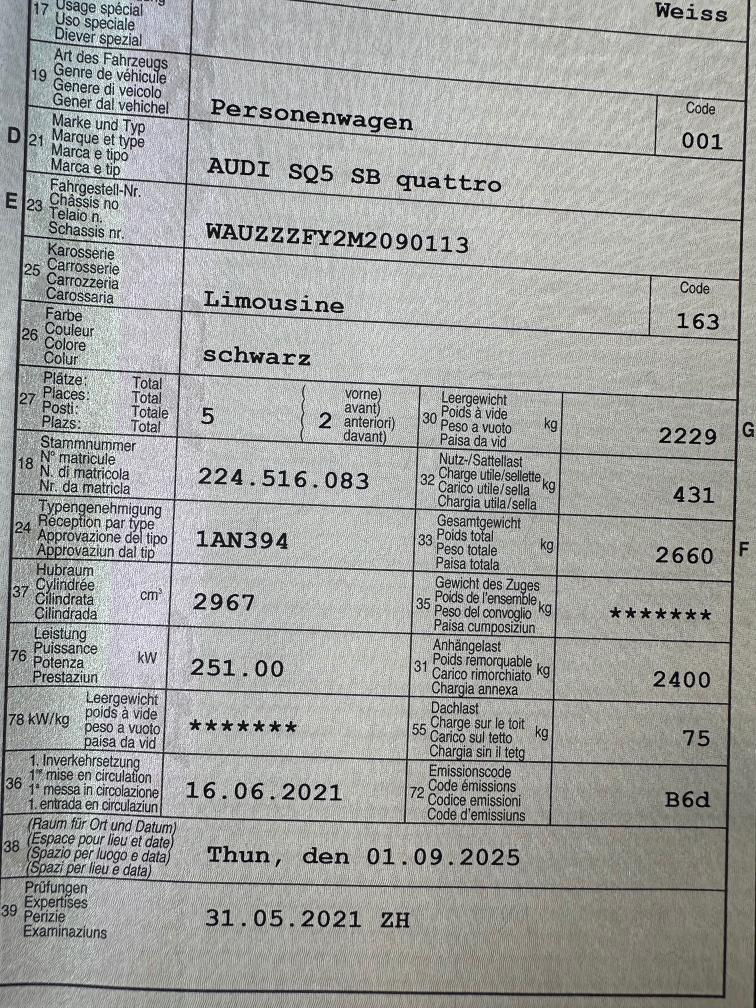 Weiss
17 Usage spécial
Uso speciale
Diever spezial
Art des Fahrzeugs
19 Genre de véhicule
Genere di veicolo
Gener dal vehichel
Personenwagen
Code
001
D 21 Marke und Typ
Marque et type
Marca e tipo
Marca e tip
AUDI SQ5 SB quattro
E 23 Fahrgestell-Nr.
Châssis no
Telaio n.
Schassis nr.
WAUZZZFY2M2090113
25 Karosserie
Carrosserie
Carrozzeria
Carossaria
Limousine
Code
163
26 Farbe
Couleur
Colore
Colur
schwarz
27 Plätze: Total
Places: Total
Posti: Totale
Plazs: Total
5
2
vorne)
avant)
anteriori)
davant)
30 Leergewicht
Poids à vide
Peso a vuoto
Paisa da vid
kg
2229
G
18 Stammnummer
N° matricule
N. di matricola
Nr. da matricla
224.516.083
32 Nutz-/Sattellast
Charge utile/sellette
Carico utile/sella
Chargia utila/sella
kg
431
24 Typengenehmigung
Réception par type
Approvazione del tipo
Approvaziun dal tip
1AN394
33 Gesamtgewicht
Poids total
Peso totale
Paisa totala
kg
2660
F
37 Hubraum
Cylindrée
Cilindrata
Cilindrada
cm³
2967
35 Gewicht des Zuges
Poids de l'ensemble
Peso del convoglio
Paisa cumposiziun
kg
*******
76 Leistung
Puissance
Potenza
Prestaziun
kW
251.00
31 Anhängelast
Poids remorquable
Carico rimorchiato
Chargia annexa
kg
2400
78 kW/kg
Leergewicht
poids à vide
peso a vuoto
paisa da vid
*******
55 Dachlast
Charge sur le toit
Carico sul tetto
Chargia sin il tetg
kg
75
36 1. Inverkehrsetzung
1re mise en circulation
1a messa in circolazione
1. entrada en circulaziun
16.06.2021
72 Emissionscode
Code émissions
Codice emissioni
Code d'emissiuns
B6d
38 (Raum für Ort und Datum)
(Espace pour lieu et date)
(Spazio per luogo e data)
(Spazi per lieu e data)
Thun, den 01.09.2025
39 Prüfungen
Expertises
Perizie
Examinaziuns
31.05.2021 ZH